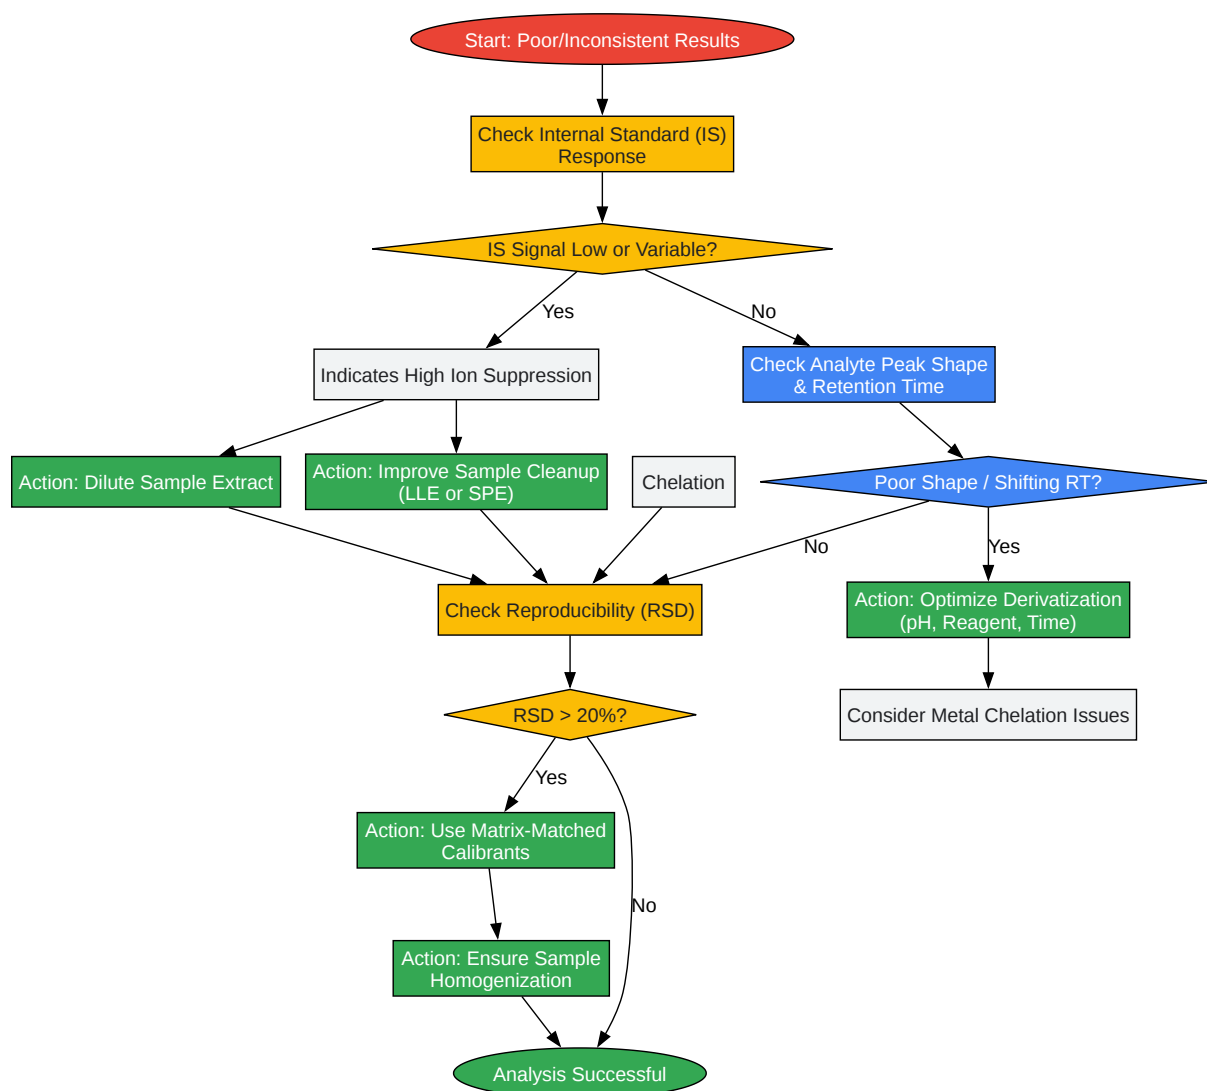 Start: Poor/Inconsistent Results
Check Internal Standard (IS)
Response
IS Signal Low or Variable?
Yes
No
Indicates High Ion Suppression
Check Analyte Peak Shape
& Retention Time
Action: Dilute Sample Extract
Action: Improve Sample Cleanup
(LLE or SPE)
Chelation
Poor Shape / Shifting RT?
No
Yes
Check Reproducibility (RSD)
Action: Optimize Derivatization
(pH, Reagent, Time)
RSD > 20%?
Consider Metal Chelation Issues
Yes
Action: Use Matrix-Matched
Calibrants
No
Action: Ensure Sample
Homogenization
Analysis Successful